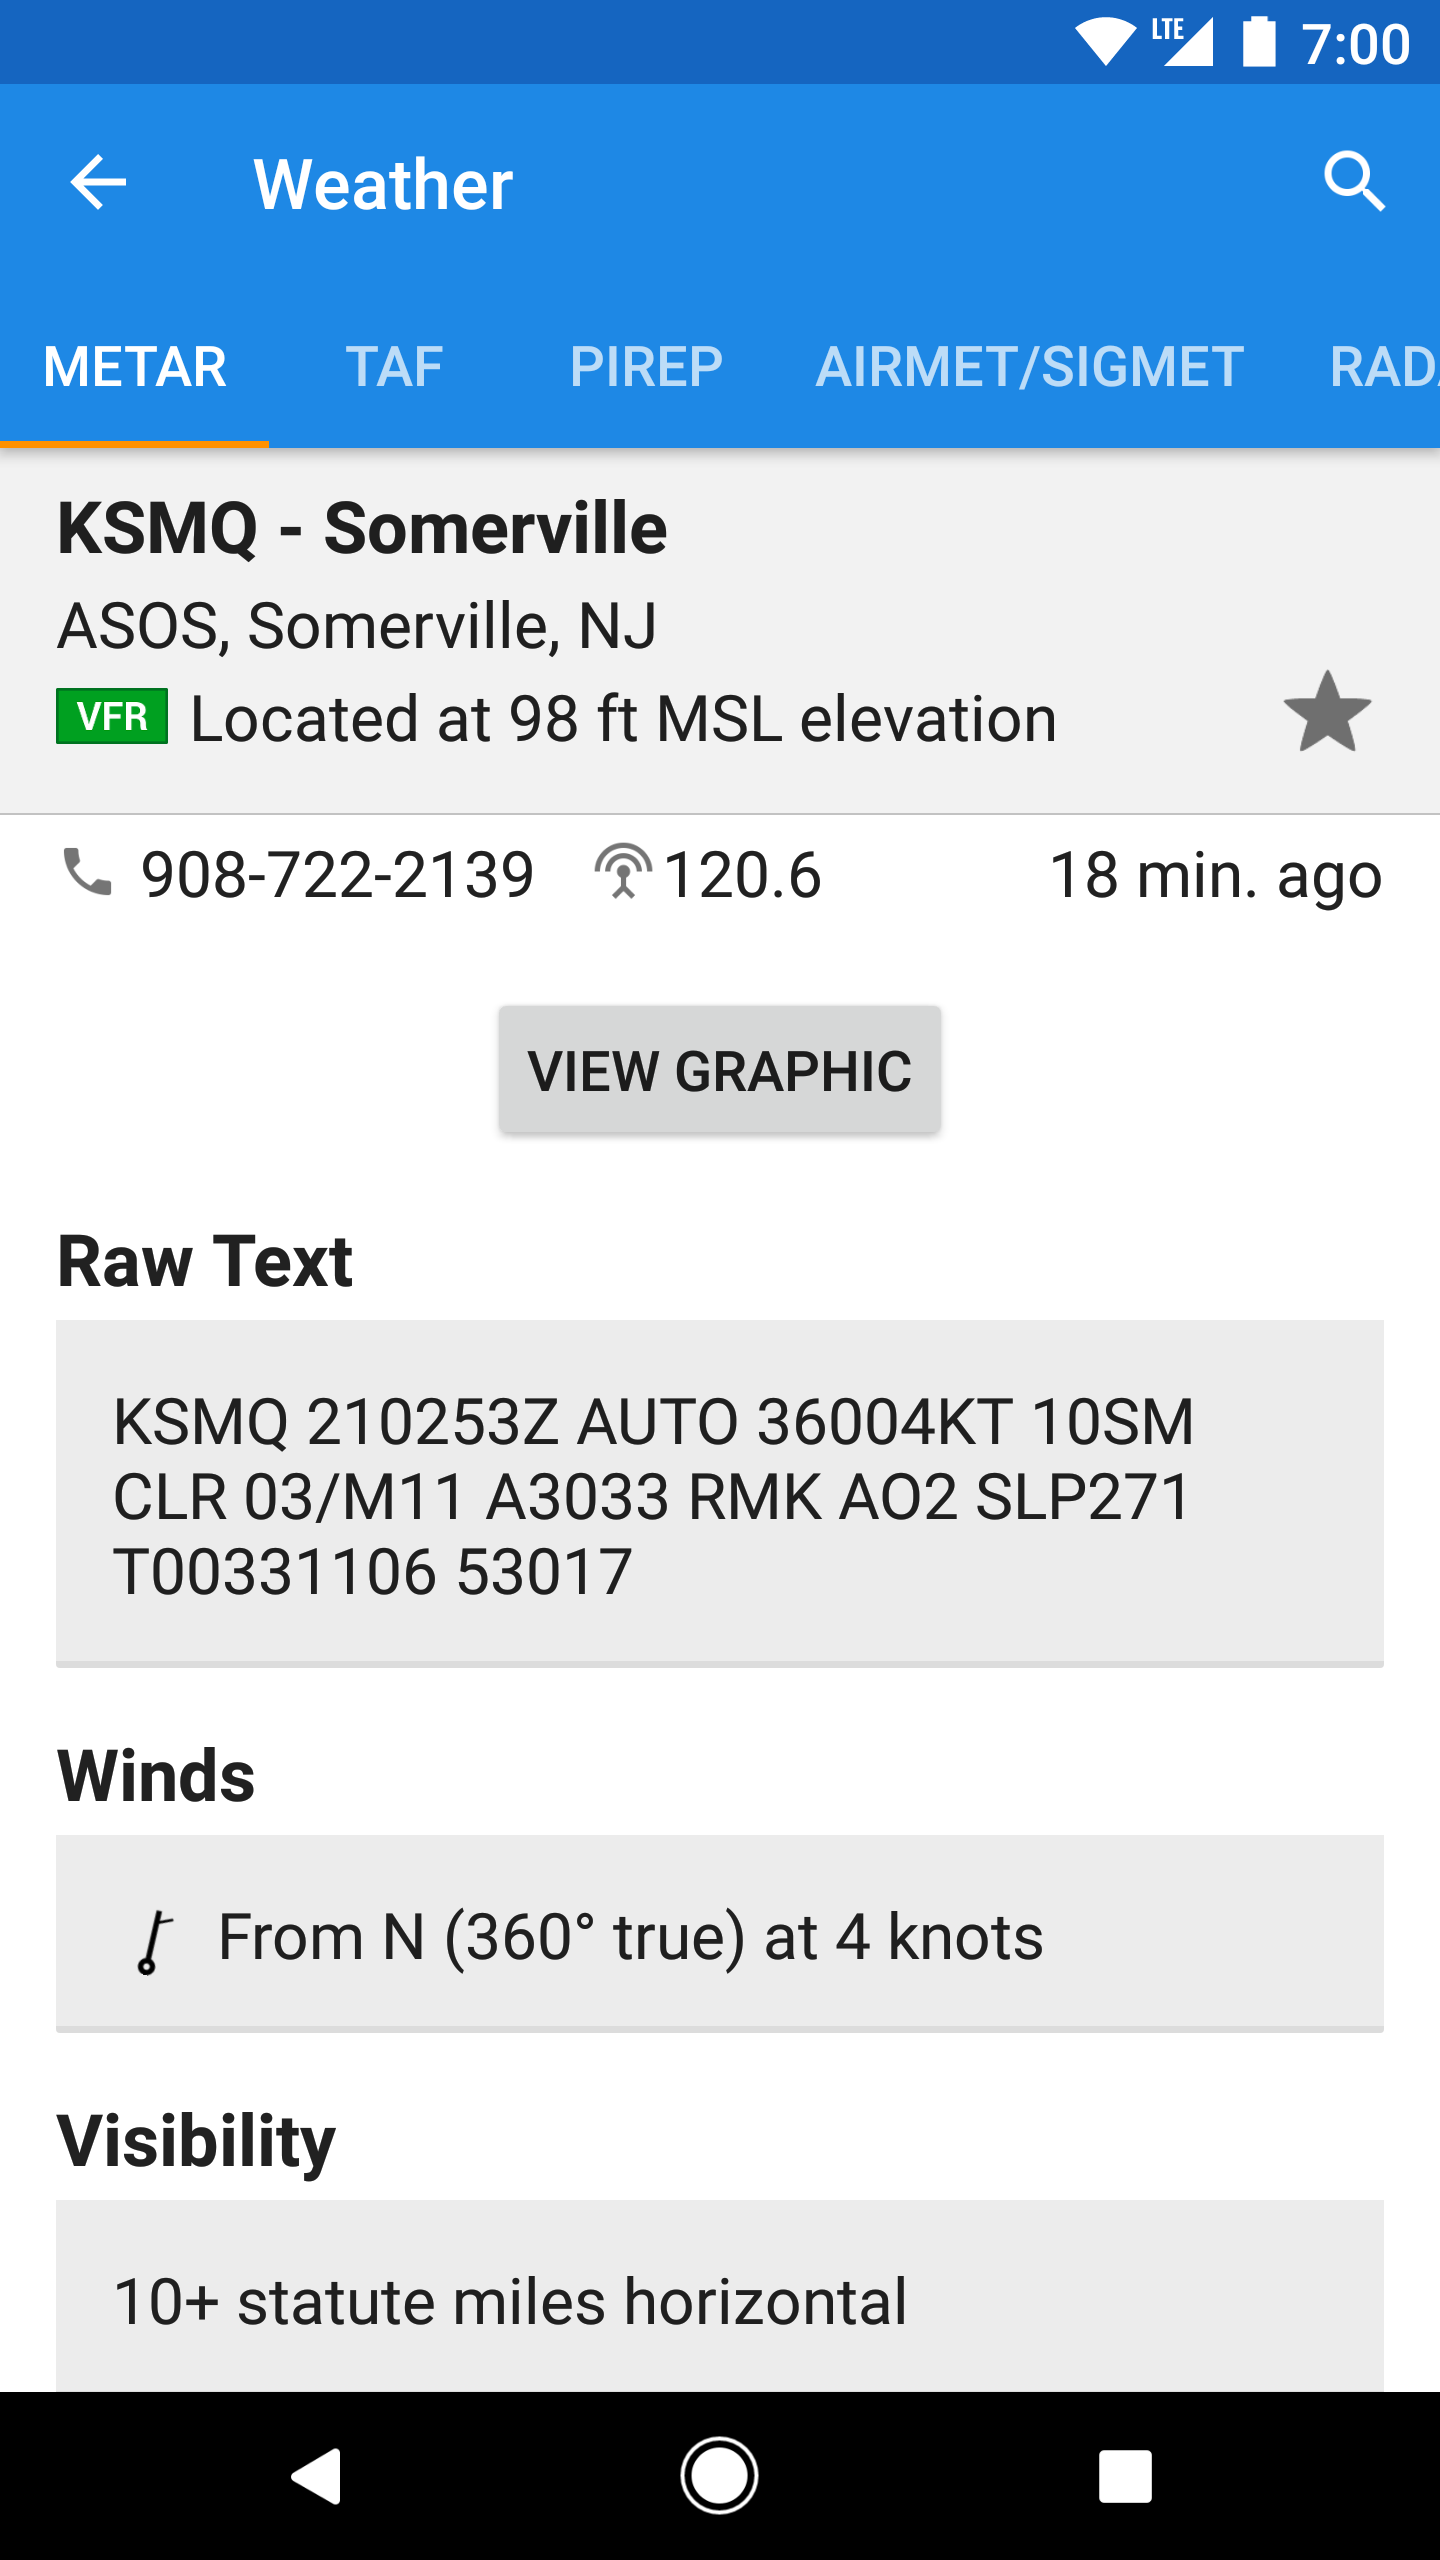 LTE 7:00
Weather
METAR TAF PIREP AIRMET/SIGMET RADA
KSMQ - Somerville
ASOS, Somerville, NJ
VFR Located at 98 ft MSL elevation
908-722-2139 120.6 18 min. ago
VIEW GRAPHIC
Raw Text
KSMQ 210253Z AUTO 36004KT 10SM
CLR 03/M11 A3033 RMK AO2 SLP271
T00331106 53017
Winds
From N (360° true) at 4 knots
Visibility
10+ statute miles horizontal